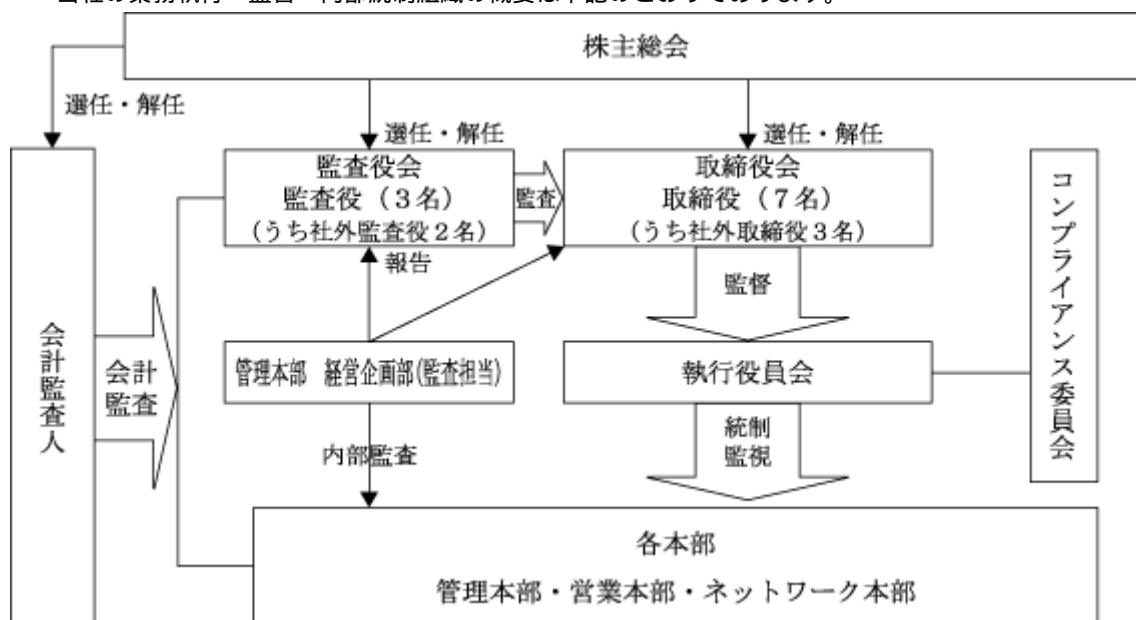 当社の業務執行・監督・内部統制組織の概要は下記のとおりであります。
株主総会
選任・解任
選任・解任
選任・解任
監査役会
監査役（３名）
(うち社外監査役２名)
監査
取締役会
取締役（７名）
(うち社外取締役３名)
コンプライアンス委員会
報告
監督
会計監査人
会計
監査
管理本部　経営企画部(監査担当)
執行役員会
内部監査
統制
監視
各本部
管理本部・営業本部・ネットワーク本部